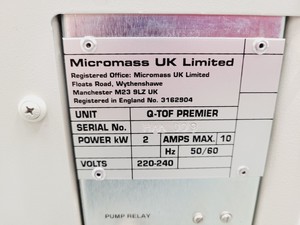 Micromass UK Limited
Registered Office: Micromass UK Limited
Floats Road, Wythenshawe
Manchester M23 9LZ UK
Registered in England No. 3162904
UNIT Q-TOF PREMIER
SERIAL No.
POWER kW 2 AMPS MAX. 10
Hz 50/60
VOLTS 220-240
PUMP RELAY